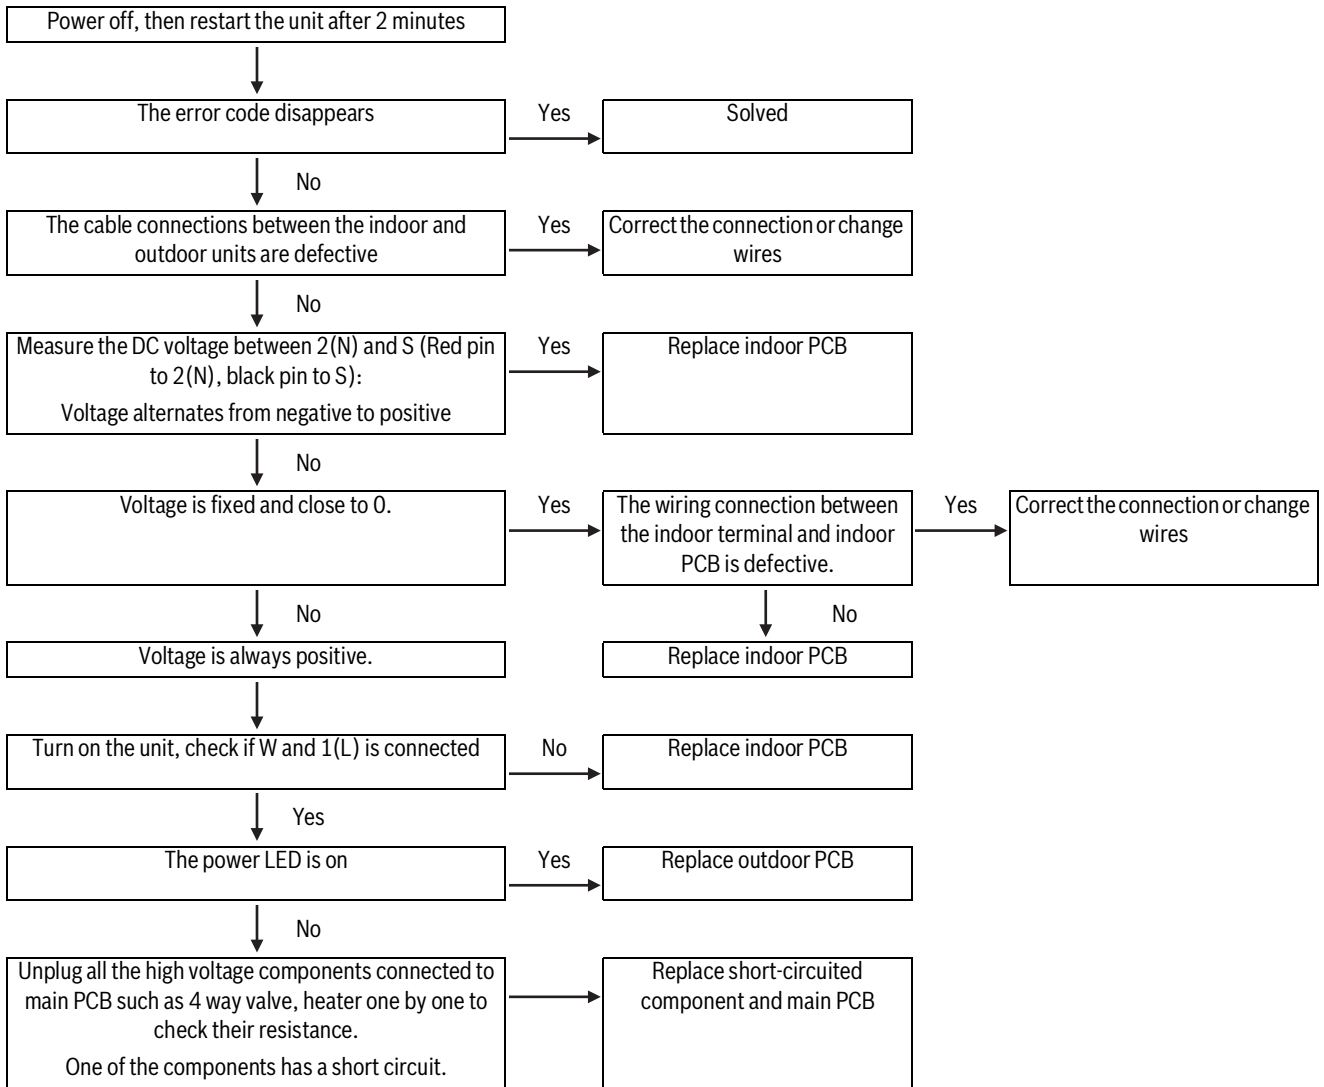 Power off, then restart the unit after 2 minutes
The error code disappears
Yes
Solved
No
The cable connections between the indoor and
outdoor units are defective
Yes
Correct the connection or change
wires
No
Measure the DC voltage between 2(N) and S (Red pin
to 2(N), black pin to S):
Voltage alternates from negative to positive
Yes
Replace indoor PCB
No
Voltage is fixed and close to 0.
Yes
The wiring connection between
the indoor terminal and indoor
PCB is defective.
Yes
Correct the connection or change
wires
No
No
Voltage is always positive.
Replace indoor PCB
Turn on the unit, check if W and 1(L) is connected
No
Replace indoor PCB
Yes
The power LED is on
Yes
Replace outdoor PCB
No
Unplug all the high voltage components connected to
main PCB such as 4 way valve, heater one by one to
check their resistance.
One of the components has a short circuit.
Replace short-circuited
component and main PCB